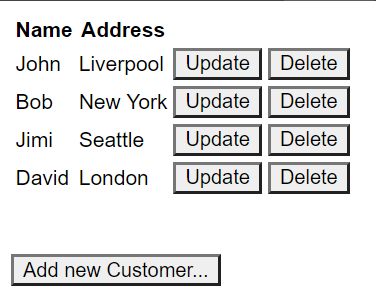 Name Address
John Liverpool Update Delete
Bob New York Update Delete
Jimi Seattle Update Delete
David London Update Delete
Add new Customer...